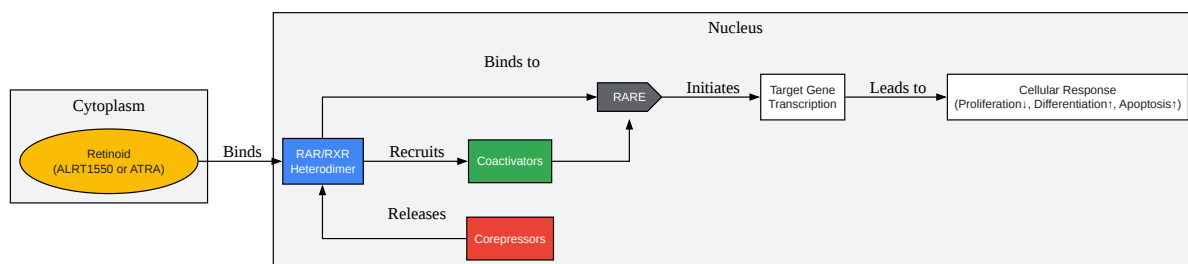 Nucleus
Cytoplasm
Retinoid
(ALRT1550 or ATRA)
Binds
RAR/RXR
Heterodimer
Binds to
Recruits
Coactivators
Releases
Corepressors
RARE
Initiates
Target Gene
Transcription
Leads to
Cellular Response
(Proliferation↓, Differentiation↑, Apoptosis↑)